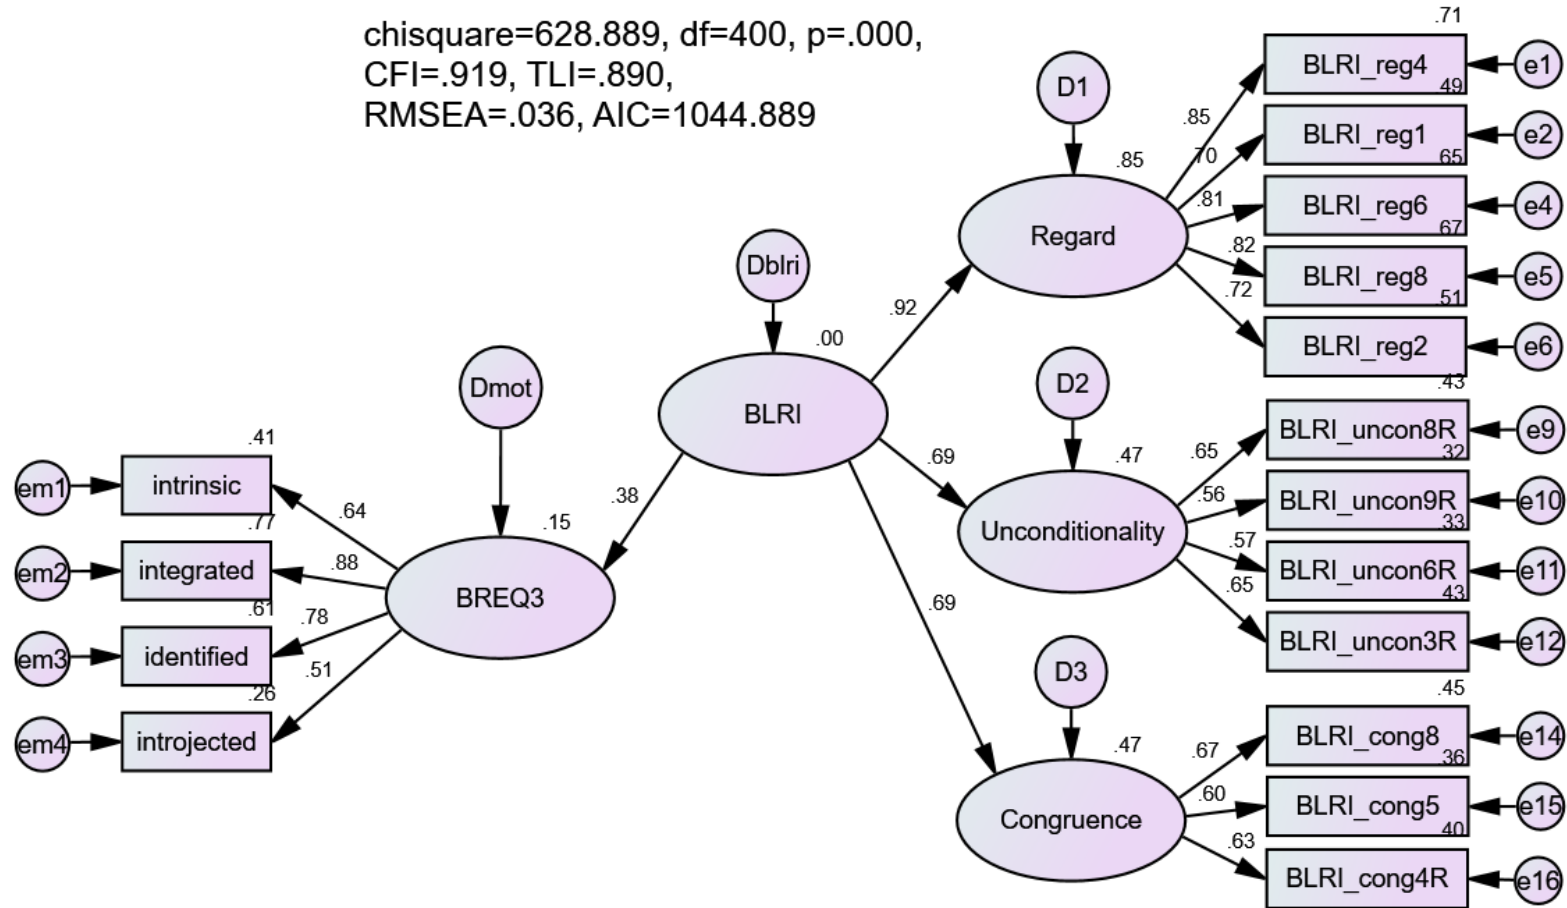 chisquare=628.889, df=400, p=.000,
CFI=.919, TLI=.890,
RMSEA=.036, AIC=1044.889
.71
BLRI_reg4
e1
.49
BLRI_reg1
e2
.65
BLRI_reg6
e4
.67
BLRI_reg8
e5
.51
BLRI_reg2
e6
D1
.85
Regard
.85
.70
.81
.82
.72
Dblri
.00
BLRI
.92
.69
.69
.38
D2
.47
Unconditionality
.65
.56
.57
.65
.43
BLRI_uncon8R
e9
.32
BLRI_uncon9R
e10
.33
BLRI_uncon6R
e11
.43
BLRI_uncon3R
e12
D3
.47
Congruence
.67
.60
.63
.45
BLRI_cong8
e14
.36
BLRI_cong5
e15
.40
BLRI_cong4R
e16
Dmot
.15
BREQ3
.64
.88
.78
.51
.41
em1
intrinsic
.77
em2
integrated
.61
em3
identified
.26
em4
introjected